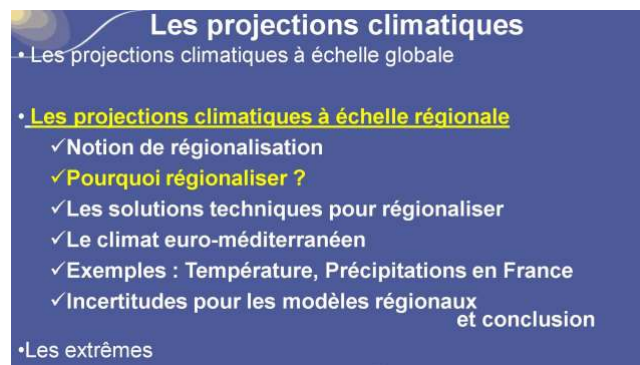 Les projections climatiques
• Les projections climatiques à échelle globale
• Les projections climatiques à échelle régionale
✓Notion de régionalisation
✓Pourquoi régionaliser ?
✓Les solutions techniques pour régionaliser
✓Le climat euro-méditerranéen
✓Exemples : Température, Précipitations en France
✓Incertitudes pour les modèles régionaux
et conclusion
•Les extrêmes